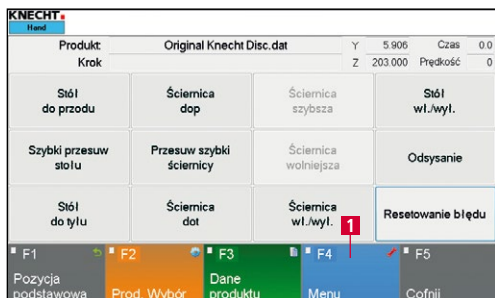 KNECHT
Hand
Produkt: Original Knecht Disc.dat Y 5.906 Czas 0.0
Krok Z 203.000 Prędkość 0
Stół do przodu
Ściernica dop
Ściernica szybsza
Stół wł./wył.
Szybki przesuw stołu
Przesuw szybki ściernicy
Ściernica wolniejsza
Odsysanie
Stół do tyłu
Ściernica dot
Ściernica wł./wył.
Resetowanie błędu
1
F1 F2 F3 F4 F5
Pozycja podstawowa
Prod. Wybór
Dane produktu
Menu
Cofnij